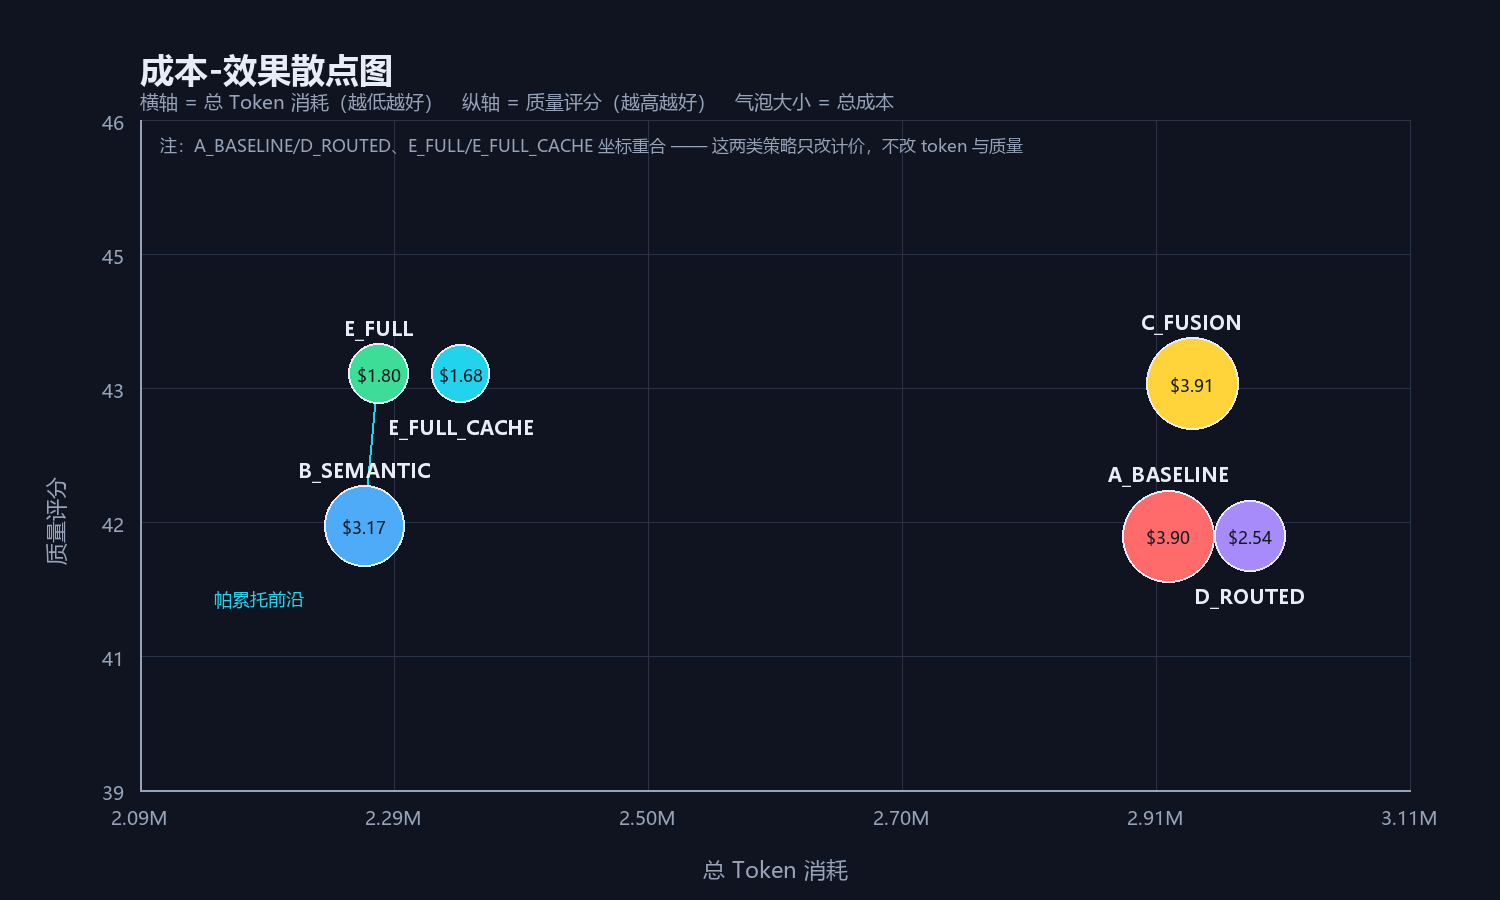 成本-效果散点图
横轴 = 总 Token 消耗（越低越好） 纵轴 = 质量评分（越高越好） 气泡大小 = 总成本
46
注：A_BASELINE/D_ROUTED、E_FULL/E_FULL_CACHE 坐标重合 —— 这两类策略只改计价，不改 token 与质量
45
C_FUSION
E_FULL
$1.80
$1.68
$3.91
43
E_FULL_CACHE
B_SEMANTIC
A_BASELINE
质量评分
42
$3.17
$3.90
$2.54
帕累托前沿
D_ROUTED
41
39
2.09M 2.29M 2.50M 2.70M 2.91M 3.11M
总 Token 消耗